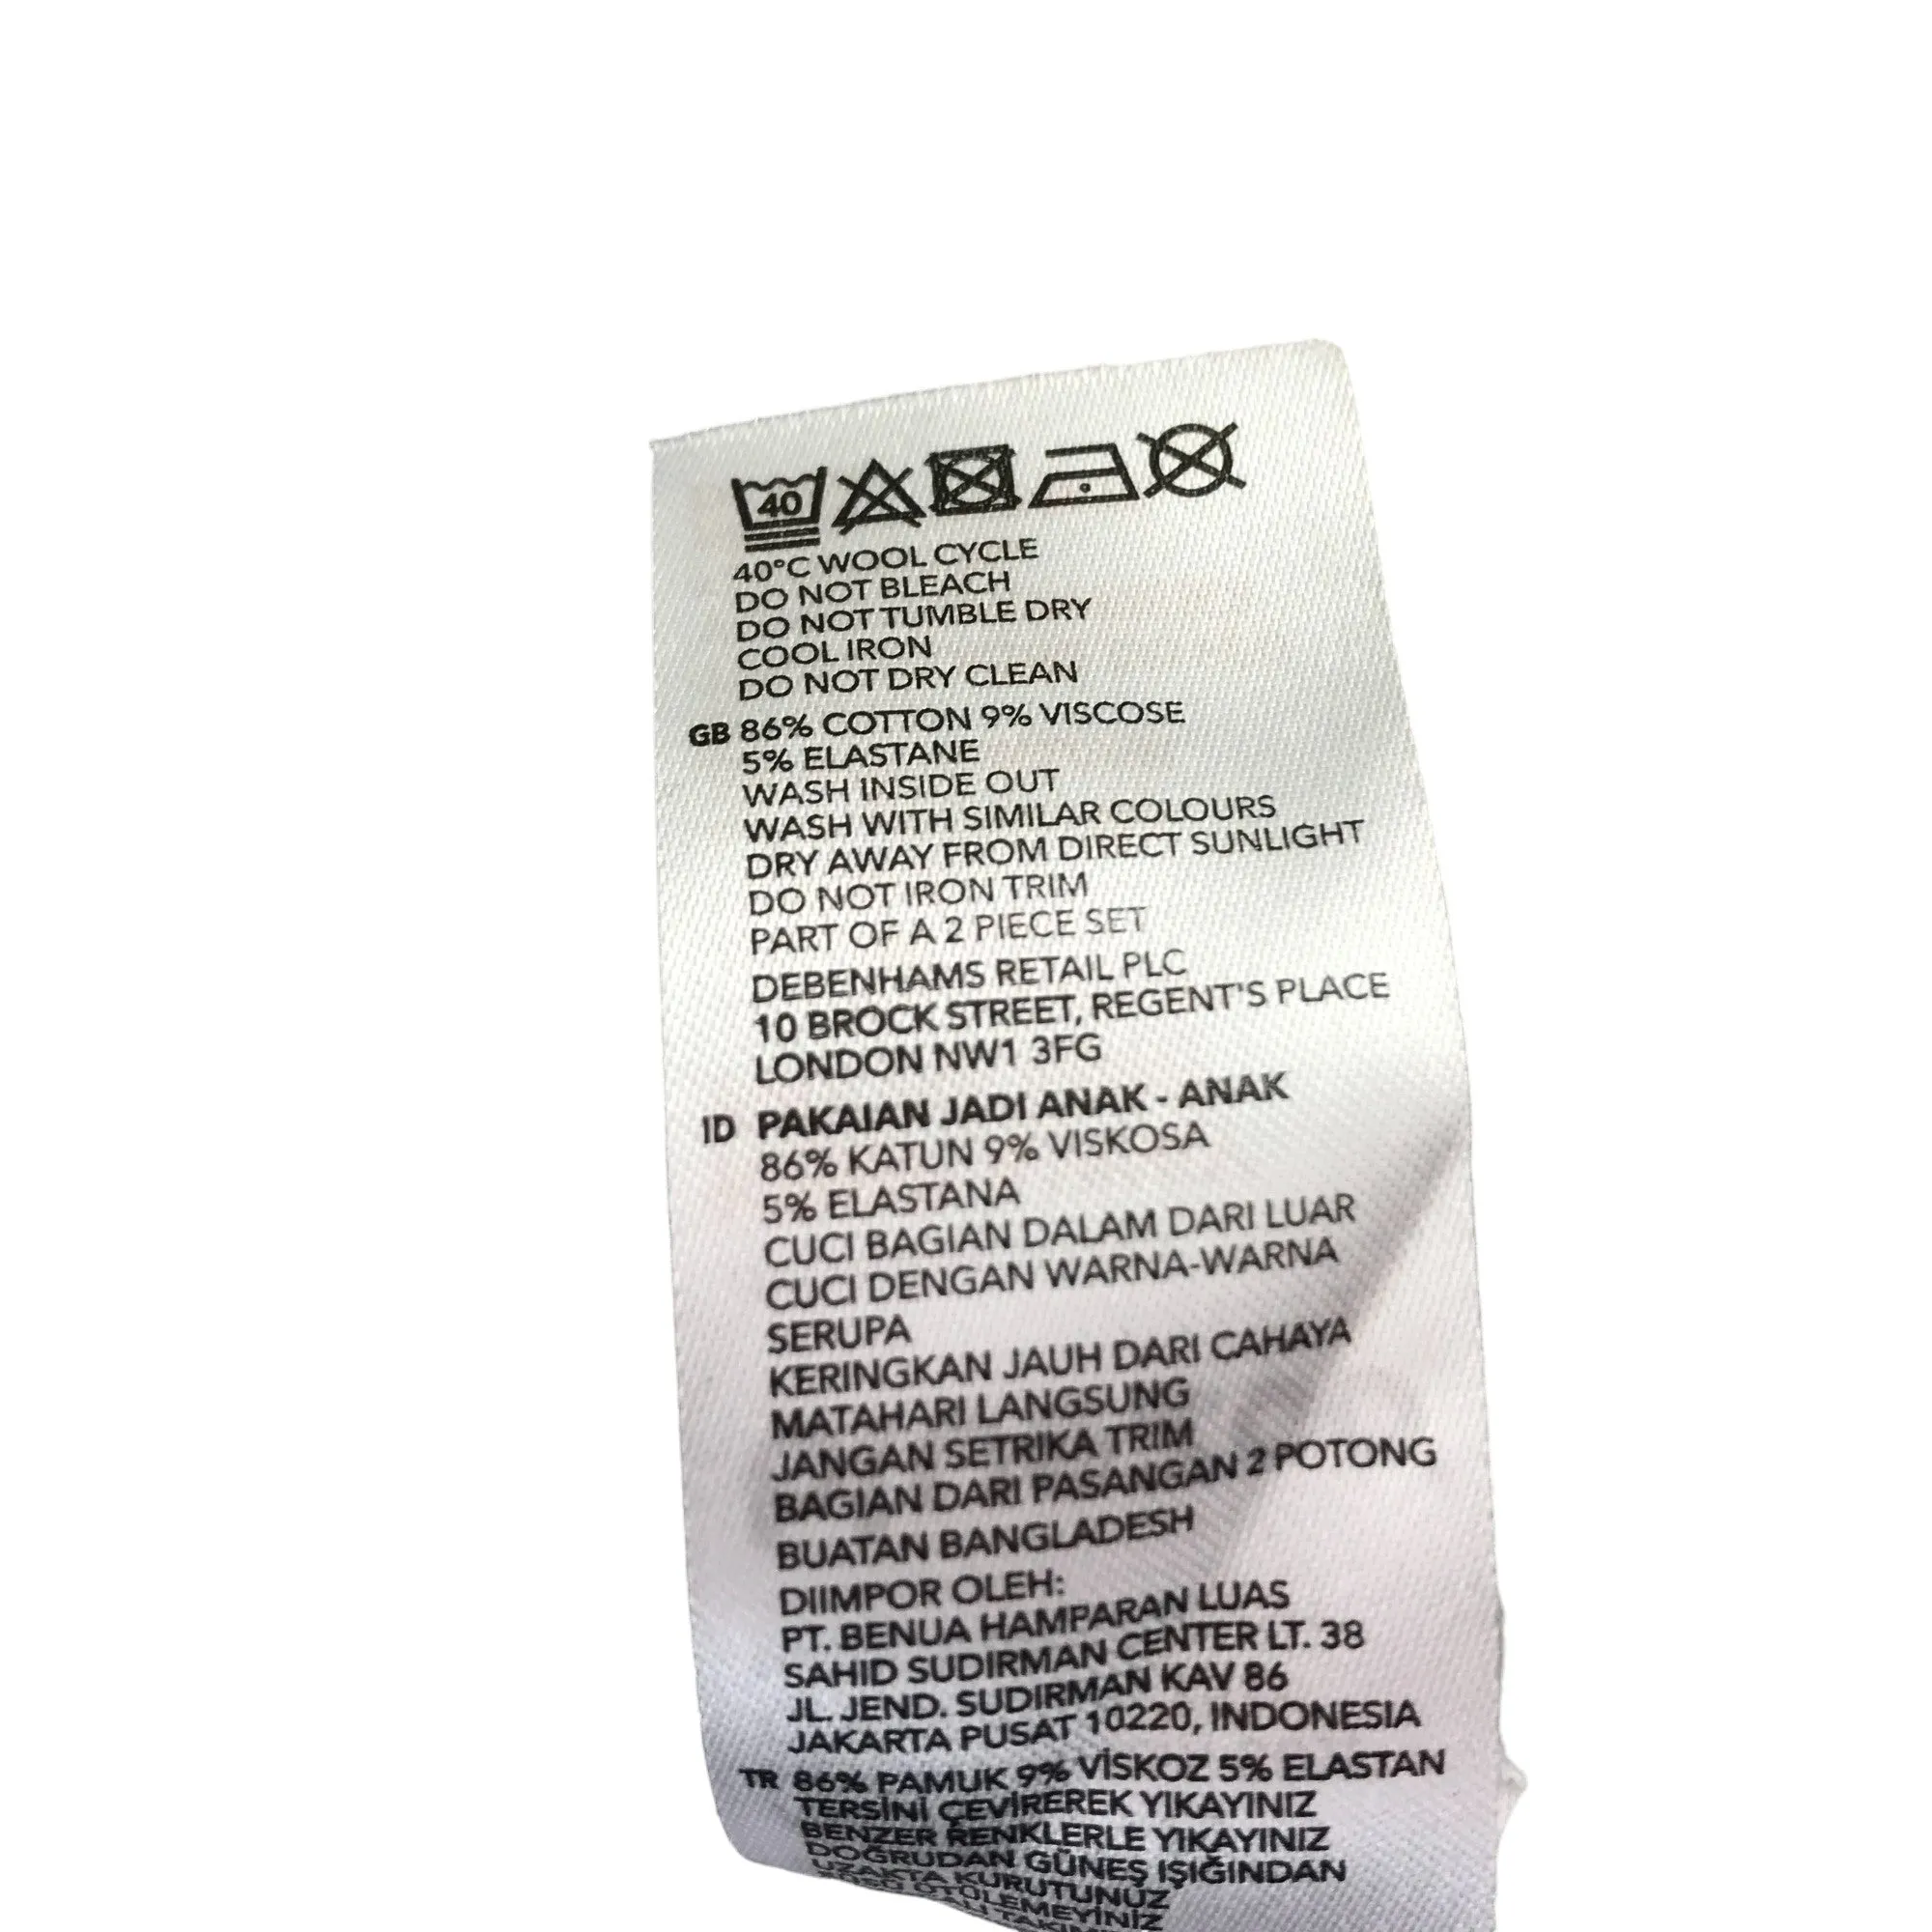 40
40°C WOOL CYCLE
DO NOT BLEACH
DO NOT TUMBLE DRY
COOL IRON
DO NOT DRY CLEAN
GB 86% COTTON 9% VISCOSE
5% ELASTANE
WASH INSIDE OUT
WASH WITH SIMILAR COLOURS
DRY AWAY FROM DIRECT SUNLIGHT
DO NOT IRON TRIM
PART OF A 2 PIECE SET
DEBENHAMS RETAIL PLC
10 BROCK STREET, REGENT'S PLACE
LONDON NW1 3FG
ID PAKAIAN JADI ANAK - ANAK
86% KATUN 9% VISKOSA
5% ELASTANA
CUCI BAGIAN DALAM DARI LUAR
CUCI DENGAN WARNA-WARNA
SERUPA
KERINGKAN JAUH DARI CAHAYA
MATAHARI LANGSUNG
JANGAN SETRIKA TRIM
BAGIAN DARI PASANGAN 2 POTONG
BUATAN BANGLADESH
DIIMPOR OLEH:
PT. BENUA HAMPARAN LUAS
SAHID SUDIRMAN CENTER LT. 38
JL. JEND. SUDIRMAN KAV 86
JAKARTA PUSAT 10220, INDONESIA
TR 86% PAMUK 9% VİSKOZ 5% ELASTAN
TERSİNİ ÇEVİREREK YIKAYINIZ
BENZER RENKLERLE YIKAYINIZ
DOĞRUDAN GÜNEŞ IŞIĞINDAN
UZAKTA KURUTUNUZ
ÜTÜLEMEYİNİZ